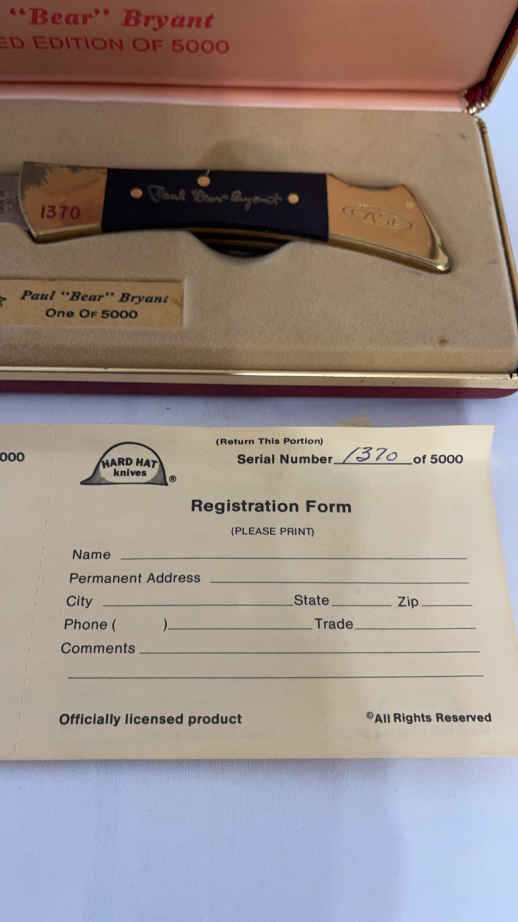 "Bear" Bryant
ED EDITION OF 5000
1370
Paul "Bear" Bryant
CASE
Paul "Bear" Bryant
One OF 5000
000
HARD HAT
knives
®
(Return This Portion)
Serial Number 1370 of 5000
Registration Form
(PLEASE PRINT)
Name
Permanent Address
City State Zip
Phone ( ) Trade
Comments
Officially licensed product
©All Rights Reserved